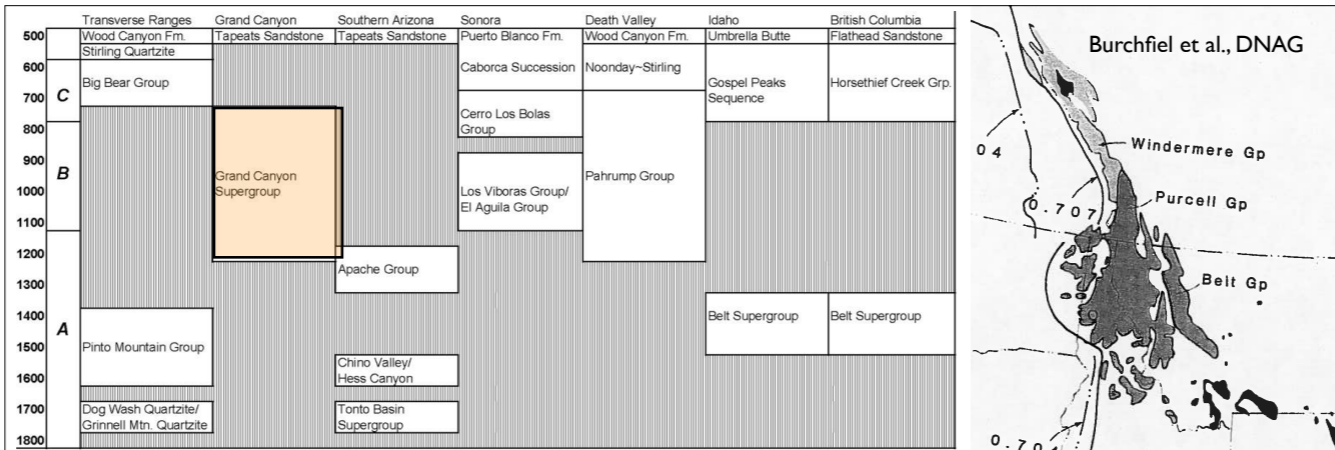 Transverse Ranges
Grand Canyon
Southern Arizona
Sonora
Death Valley
Idaho
British Columbia
500
Wood Canyon Fm.
Tapeats Sandstone
Tapeats Sandstone
Puerto Blanco Fm.
Wood Canyon Fm.
Umbrella Butte
Flathead Sandstone
Stirling Quartzite
600
Big Bear Group
Caborca Succession
Noonday~Stirling
Gospel Peaks
Sequence
Horsethief Creek Grp.
C
700
Cerro Los Bolas
Group
800
900
B
Grand Canyon
Supergroup
Los Viboras Group/
El Aguila Group
Pahrump Group
1000
1100
1200
Apache Group
1300
1400
A
Pinto Mountain Group
Belt Supergroup
Belt Supergroup
1500
Chino Valley/
Hess Canyon
1600
1700
Dog Wash Quartzite/
Grinnell Mtn. Quartzite
Tonto Basin
Supergroup
1800
Burchfiel et al., DNAG
04
Windermere Gp
Purcell Gp
0.707
Belt Gp
0.70